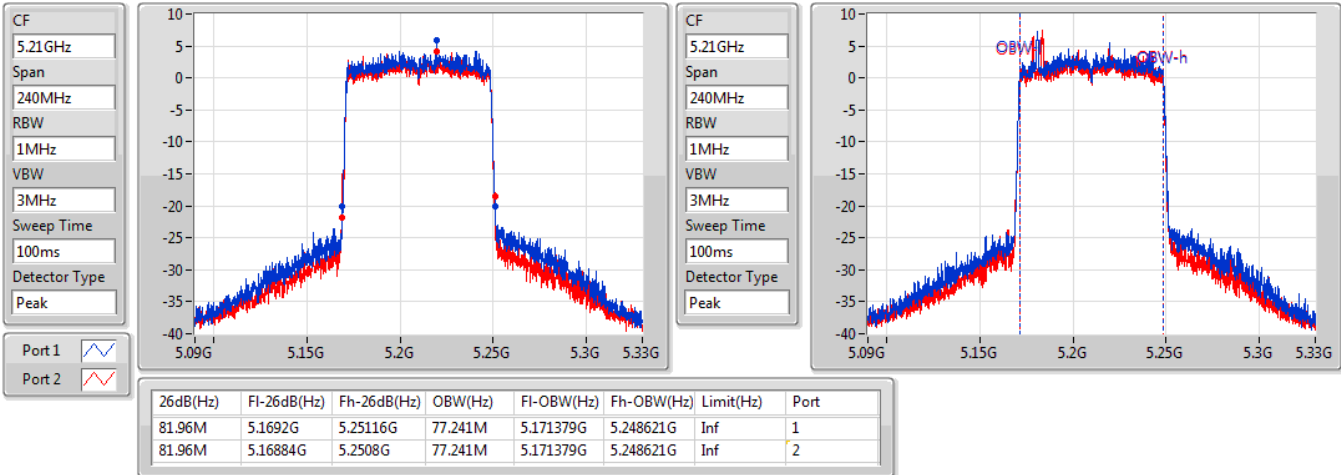 CF
5.21GHz
Span
240MHz
RBW
1MHz
VBW
3MHz
Sweep Time
100ms
Detector Type
Peak
10
5
0
-5
-10
-15
-20
-25
-30
-35
-40
5.09G 5.15G 5.2G 5.25G 5.3G 5.33G
CF
5.21GHz
Span
240MHz
RBW
1MHz
VBW
3MHz
Sweep Time
100ms
Detector Type
Peak
10
5
0
-5
-10
-15
-20
-25
-30
-35
-40
OBW-l
OBW-h
5.09G 5.15G 5.2G 5.25G 5.3G 5.33G
Port 1
Port 2
26dB(Hz) Fl-26dB(Hz) Fh-26dB(Hz) OBW(Hz) Fl-OBW(Hz) Fh-OBW(Hz) Limit(Hz) Port
81.96M 5.1692G 5.25116G 77.241M 5.171379G 5.248621G Inf 1
81.96M 5.16884G 5.2508G 77.241M 5.171379G 5.248621G Inf 2